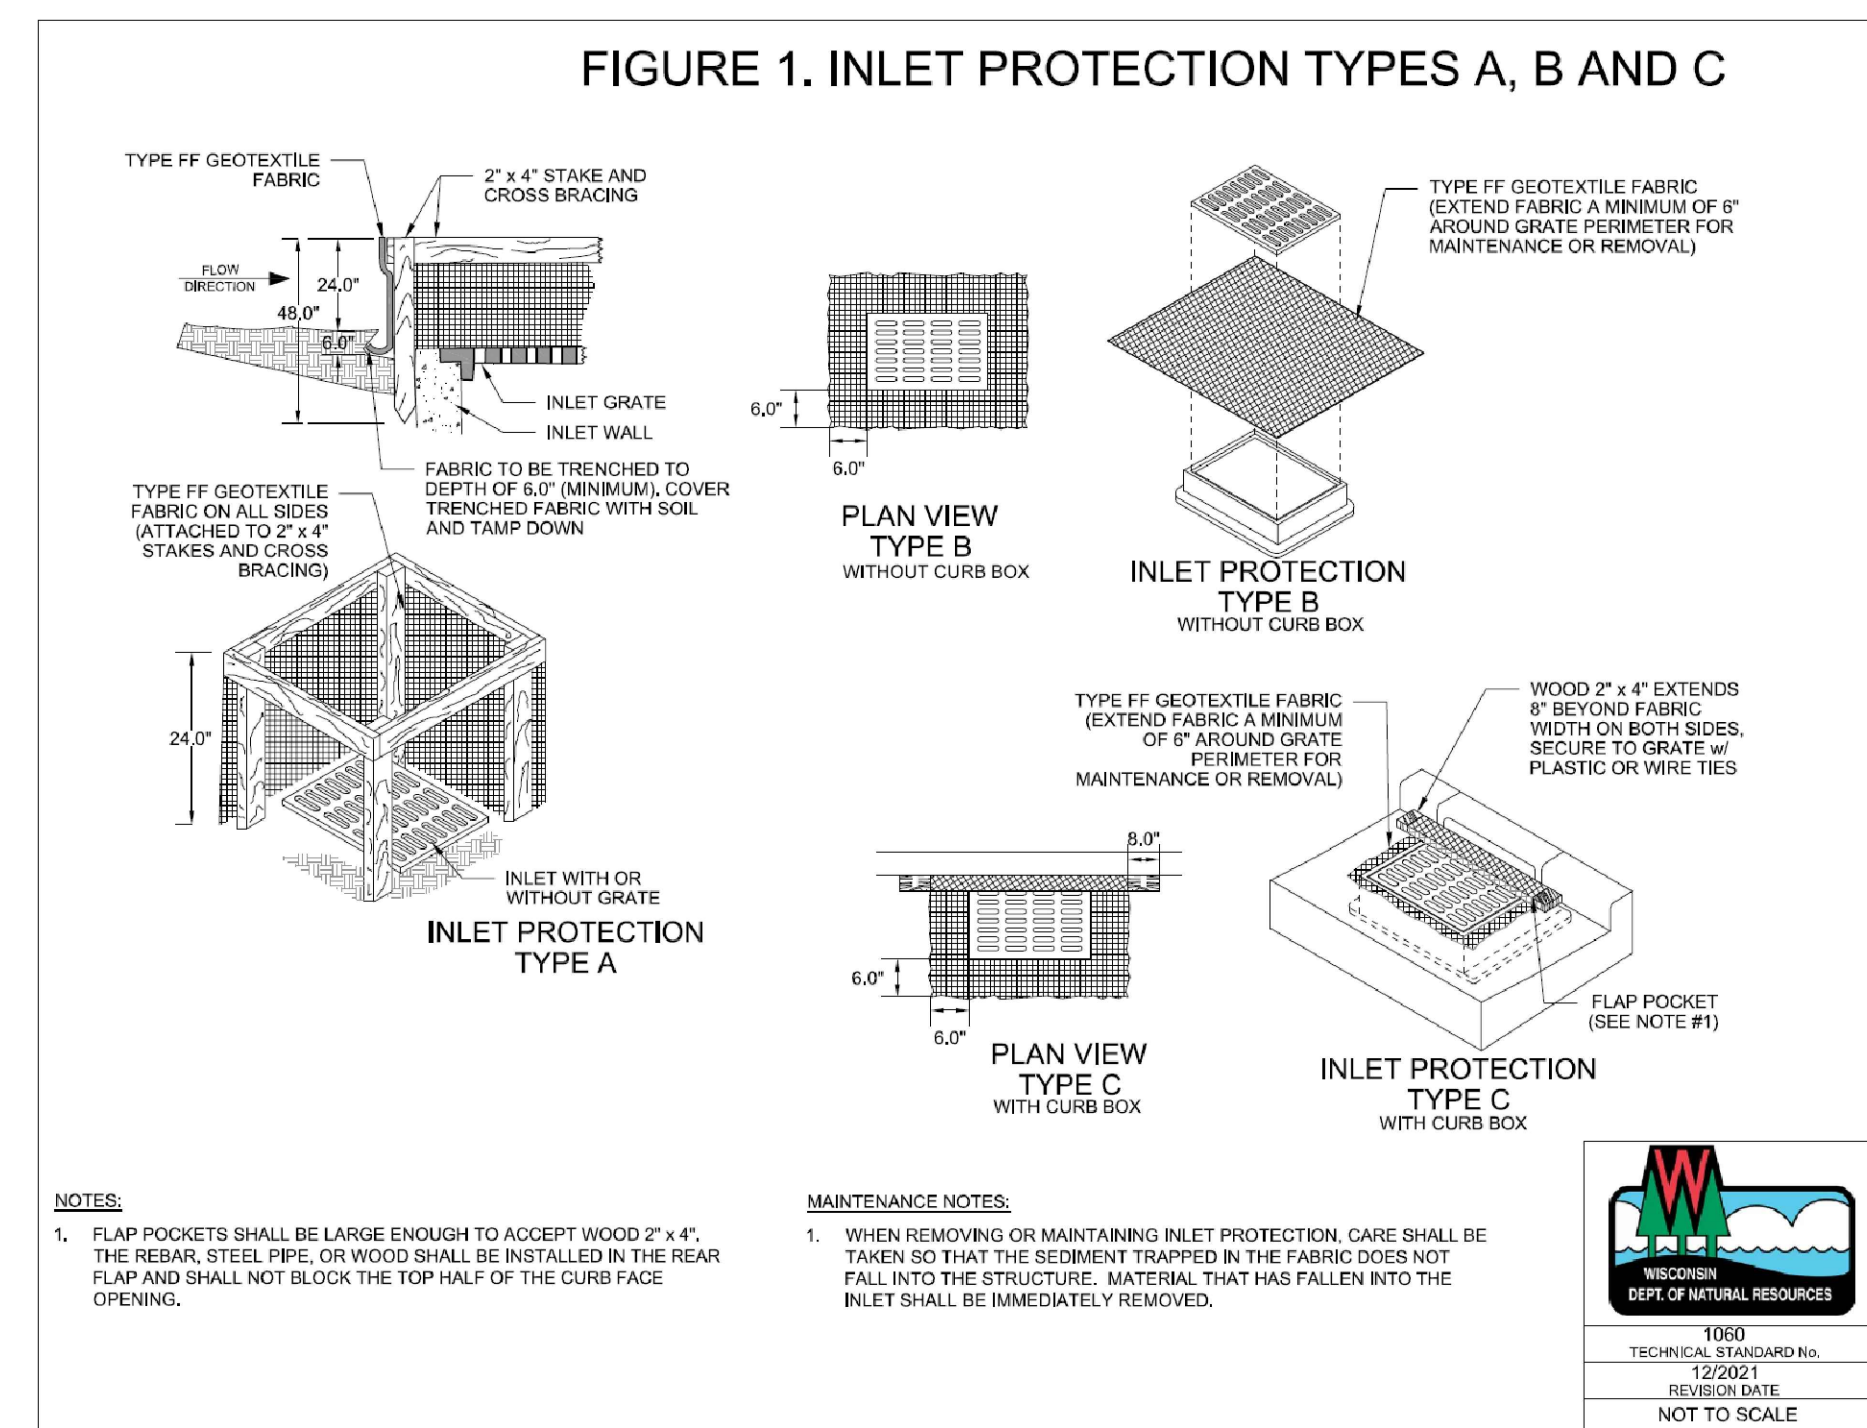 FIGURE 1. INLET PROTECTION TYPES A, B AND C
TYPE FF GEOTEXTILE
FABRIC
2" x 4" STAKE AND
CROSS BRACING
FLOW
DIRECTION
24.0"
48.0"
6.0"
INLET GRATE
INLET WALL
FABRIC TO BE TRENCHED TO
DEPTH OF 6.0" (MINIMUM). COVER
TRENCHED FABRIC WITH SOIL
AND TAMP DOWN
TYPE FF GEOTEXTILE
FABRIC ON ALL SIDES
(ATTACHED TO 2" x 4"
STAKES AND CROSS
BRACING)
24.0"
INLET WITH OR
WITHOUT GRATE
INLET PROTECTION
TYPE A
6.0"
6.0"
PLAN VIEW
TYPE B
WITHOUT CURB BOX
TYPE FF GEOTEXTILE FABRIC
(EXTEND FABRIC A MINIMUM OF 6"
AROUND GRATE PERIMETER FOR
MAINTENANCE OR REMOVAL)
INLET PROTECTION
TYPE B
WITHOUT CURB BOX
TYPE FF GEOTEXTILE FABRIC
(EXTEND FABRIC A MINIMUM
OF 6" AROUND GRATE
PERIMETER FOR
MAINTENANCE OR REMOVAL)
WOOD 2" x 4" EXTENDS
8" BEYOND FABRIC
WIDTH ON BOTH SIDES,
SECURE TO GRATE w/
PLASTIC OR WIRE TIES
8.0"
6.0"
6.0"
PLAN VIEW
TYPE C
WITH CURB BOX
FLAP POCKET
(SEE NOTE #1)
INLET PROTECTION
TYPE C
WITH CURB BOX
NOTES:
1. FLAP POCKETS SHALL BE LARGE ENOUGH TO ACCEPT WOOD 2" x 4".
THE REBAR, STEEL PIPE, OR WOOD SHALL BE INSTALLED IN THE REAR
FLAP AND SHALL NOT BLOCK THE TOP HALF OF THE CURB FACE
OPENING.
MAINTENANCE NOTES:
1. WHEN REMOVING OR MAINTAINING INLET PROTECTION, CARE SHALL BE
TAKEN SO THAT THE SEDIMENT TRAPPED IN THE FABRIC DOES NOT
FALL INTO THE STRUCTURE. MATERIAL THAT HAS FALLEN INTO THE
INLET SHALL BE IMMEDIATELY REMOVED.
W
WISCONSIN
DEPT. OF NATURAL RESOURCES
1060
TECHNICAL STANDARD No.
12/2021
REVISION DATE
NOT TO SCALE